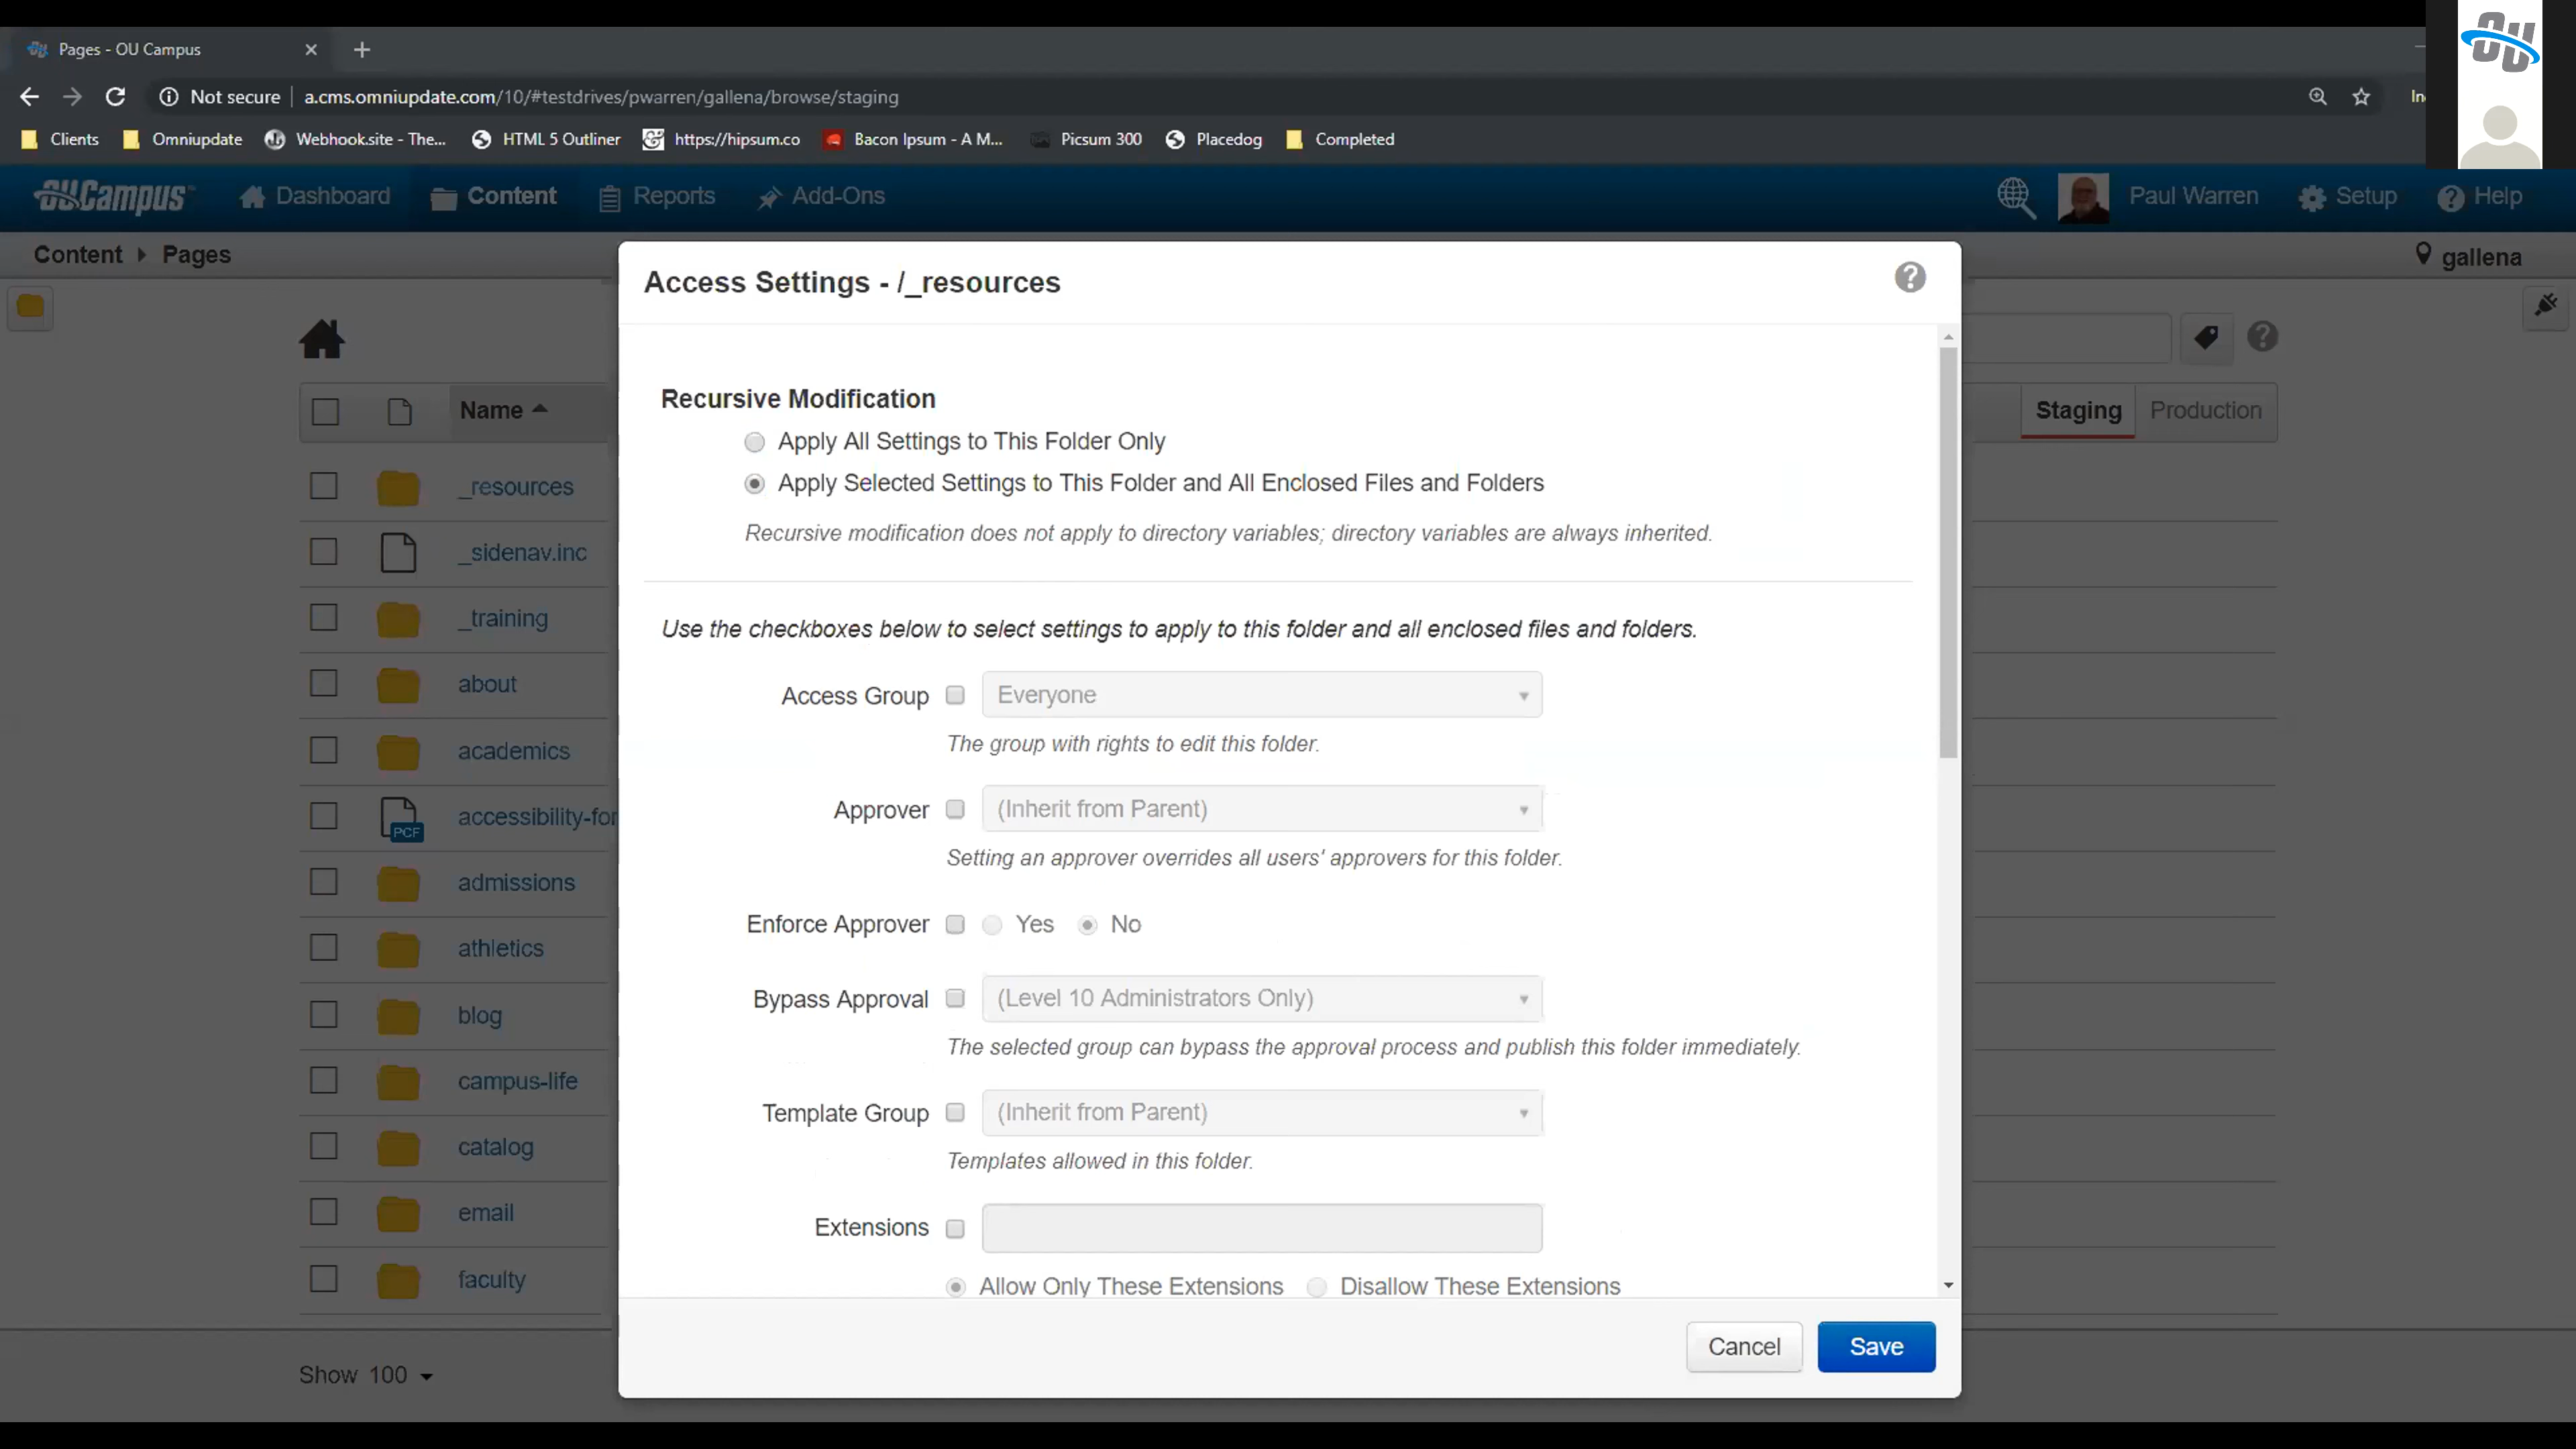 Pages - OU Campus
Not secure | a.cms.omniupdate.com/10/#testdrives/pwarren/gallena/browse/staging
Clients Omniupdate Webhook.site - The... HTML 5 Outliner https://hipsum.co Bacon Ipsum - A M... Picsum 300 Placedog Completed
OU
OUCampus Dashboard Content Reports Add-Ons Paul Warren Setup Help
Content Pages gallena
Access Settings - /_resources
Name
Staging Production
_resources
_sidenav.inc
_training
about
academics
PCF
admissions
athletics
blog
campus-life
catalog
email
faculty
Show 100
Recursive Modification
Apply All Settings to This Folder Only
Apply Selected Settings to This Folder and All Enclosed Files and Folders
Recursive modification does not apply to directory variables; directory variables are always inherited.
Use the checkboxes below to select settings to apply to this folder and all enclosed files and folders.
Access Group Everyone
The group with rights to edit this folder.
Approver (Inherit from Parent)
Setting an approver overrides all users' approvers for this folder.
Enforce Approver Yes No
Bypass Approval (Level 10 Administrators Only)
The selected group can bypass the approval process and publish this folder immediately.
Template Group (Inherit from Parent)
Templates allowed in this folder.
Extensions
Allow Only These Extensions Disallow These Extensions
Cancel Save